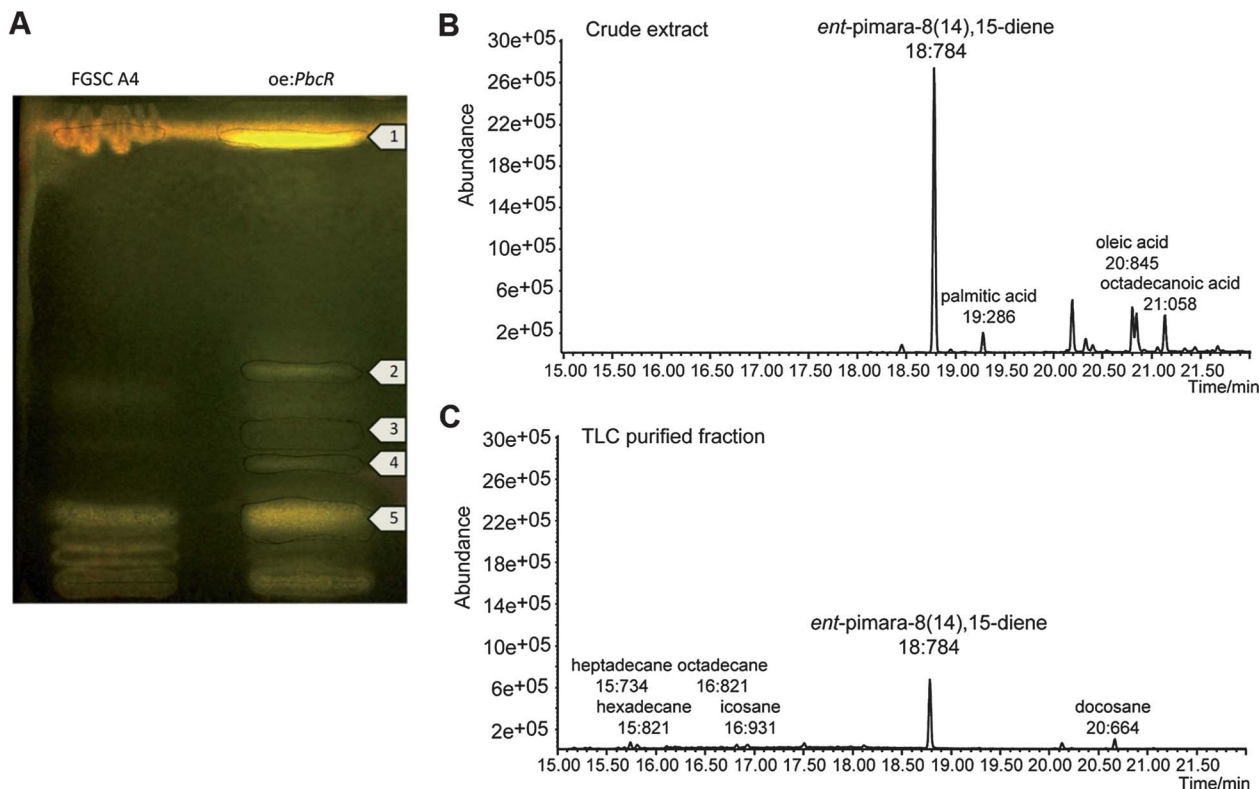 A
FGSC A4
oe:PbcR
1
2
3
4
5
B
Crude extract
ent-pimara-8(14),15-diene
18:784
30e+05
26e+05
22e+05
18e+05
14e+05
10e+05
6e+05
2e+05
Abundance
palmitic acid
19:286
oleic acid
20:845
octadecanoic acid
21:058
15.00 15.50 16.00 16.50 17.00 17.50 18.00 18.50 19.00 19.50 20.00 20.50 21.00 21.50
Time/min
C
TLC purified fraction
30e+05
26e+05
22e+05
18e+05
14e+05
10e+05
6e+05
2e+05
Abundance
ent-pimara-8(14),15-diene
18:784
heptadecane octadecane
15:734 16:821
hexadecane icosane
15:821 16:931
docosane
20:664
15.00 15.50 16.00 16.50 17.00 17.50 18.00 18.50 19.00 19.50 20.00 20.50 21.00 21.50
Time/min